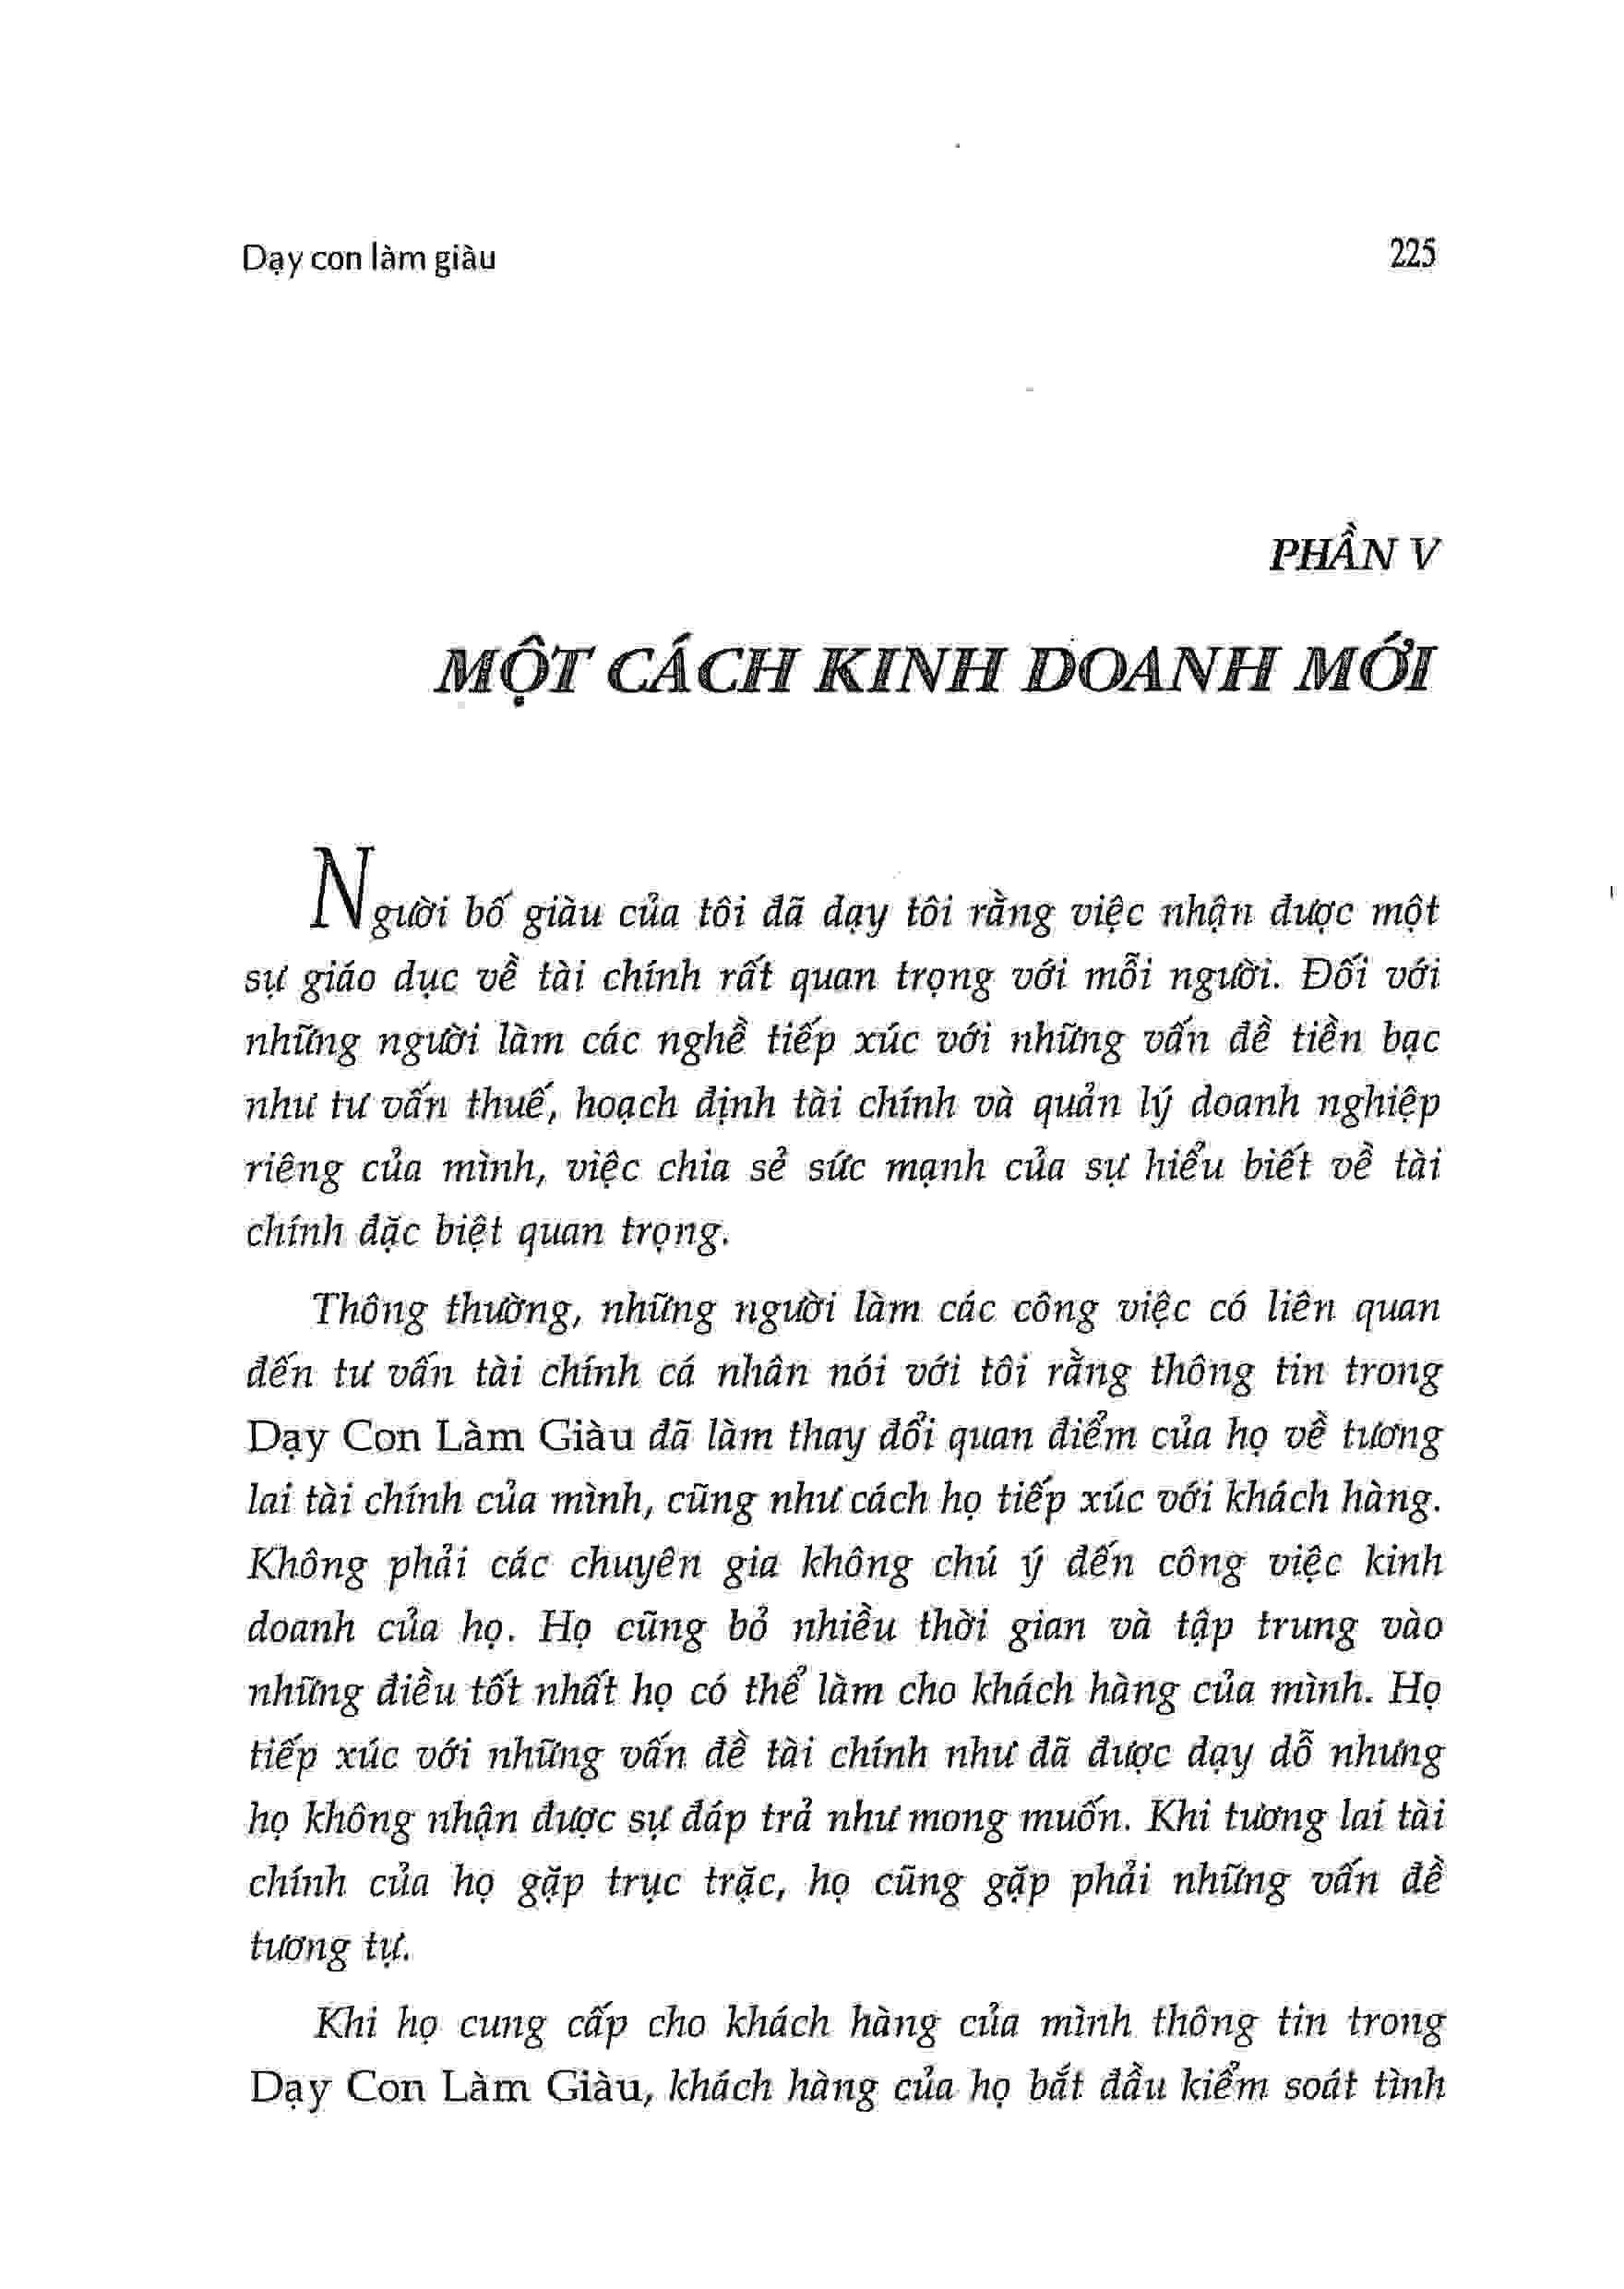 Dạy con làm giàu 225
PHẦN V
MỘT CÁCH KINH DOANH MỚI
Người bố giàu của tôi đã dạy tôi rằng việc nhận được một
sự giáo dục về tài chính rất quan trọng với mỗi người. Đối với
những người làm các nghề tiếp xúc với những vấn đề tiền bạc
như tư vấn thuế, hoạch định tài chính và quản lý doanh nghiệp
riêng của mình, việc chia sẻ sức mạnh của sự hiểu biết về tài
chính đặc biệt quan trọng.
Thông thường, những người làm các công việc có liên quan
đến tư vấn tài chính cá nhân nói với tôi rằng thông tin trong
Dạy Con Làm Giàu đã làm thay đổi quan điểm của họ về tương
lai tài chính của mình, cũng như cách họ tiếp xúc với khách hàng.
Không phải các chuyên gia không chú ý đến công việc kinh
doanh của họ. Họ cũng bỏ nhiều thời gian và tập trung vào
những điều tốt nhất họ có thể làm cho khách hàng của mình. Họ
tiếp xúc với những vấn đề tài chính như đã được dạy dỗ nhưng
họ không nhận được sự đáp trả như mong muốn. Khi tương lai tài
chính của họ gặp trục trặc, họ cũng gặp phải những vấn đề
tương tự.
Khi họ cung cấp cho khách hàng của mình thông tin trong
Dạy Con Làm Giàu, khách hàng của họ bắt đầu kiểm soát tình